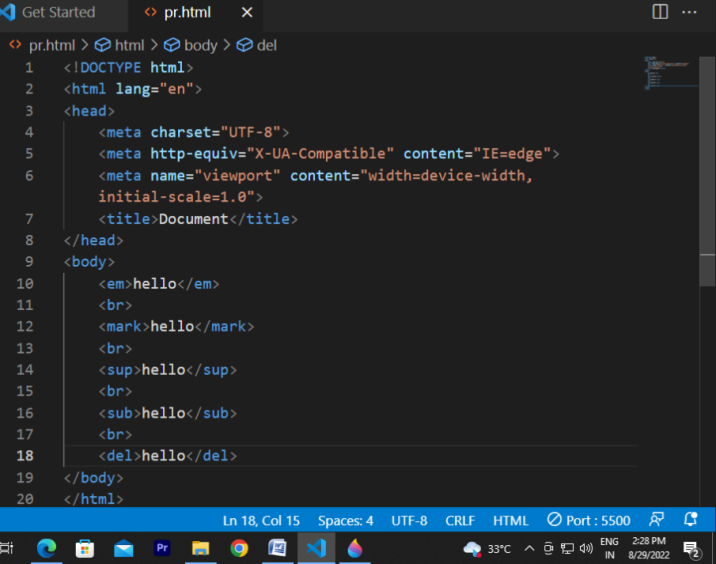 Get Started
pr.html
pr.html > html > body > del
1 <!DOCTYPE html>
2 <html lang="en">
3 <head>
4 <meta charset="UTF-8">
5 <meta http-equiv="X-UA-Compatible" content="IE=edge">
6 <meta name="viewport" content="width=device-width,
initial-scale=1.0">
7 <title>Document</title>
8 </head>
9 <body>
10 <em>hello</em>
11 <br>
12 <mark>hello</mark>
13 <br>
14 <sup>hello</sup>
15 <br>
16 <sub>hello</sub>
17 <br>
18 <del>hello</del>
19 </body>
20 </html>
Ln 18, Col 15 Spaces: 4 UTF-8 CRLF HTML Port : 5500
Pr
33°C
ENG
IN
2:28 PM
8/29/2022
2